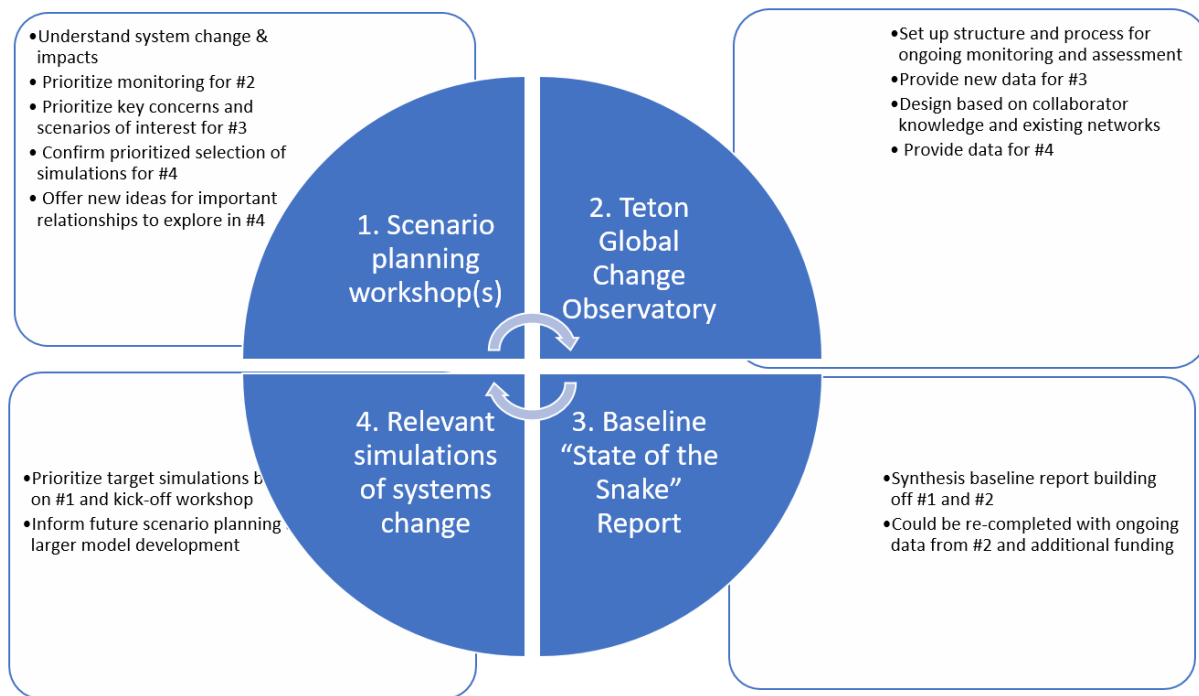 •Understand system change &
impacts
• Prioritize monitoring for #2
• Prioritize key concerns and
scenarios of interest for #3
• Confirm prioritized selection of
simulations for #4
• Offer new ideas for important
relationships to explore in #4
•Set up structure and process for
ongoing monitoring and assessment
•Provide new data for #3
•Design based on collaborator
knowledge and existing networks
• Provide data for #4
1. Scenario
planning
workshop(s)
2. Teton
Global
Change
Observatory
4. Relevant
simulations
of systems
change
3. Baseline
“State of the
Snake”
Report
•Prioritize target simulations
on #1 and kick-off workshop
•Inform future scenario planning
larger model development
•Synthesis baseline report building
off #1 and #2
•Could be re-completed with ongoing
data from #2 and additional funding